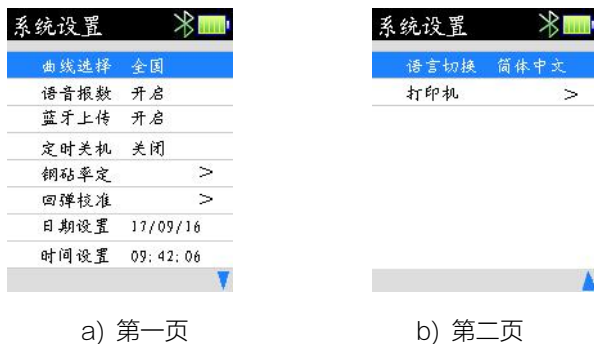 系统设置
曲线选择 全国
语音报数 开启
蓝牙上传 开启
定时关机 关闭
钢砧率定 >
回弹校准 >
日期设置 17/09/16
时间设置 09:42:06
a) 第一页
系统设置
语言切换 简体中文
打印机 >
b) 第二页